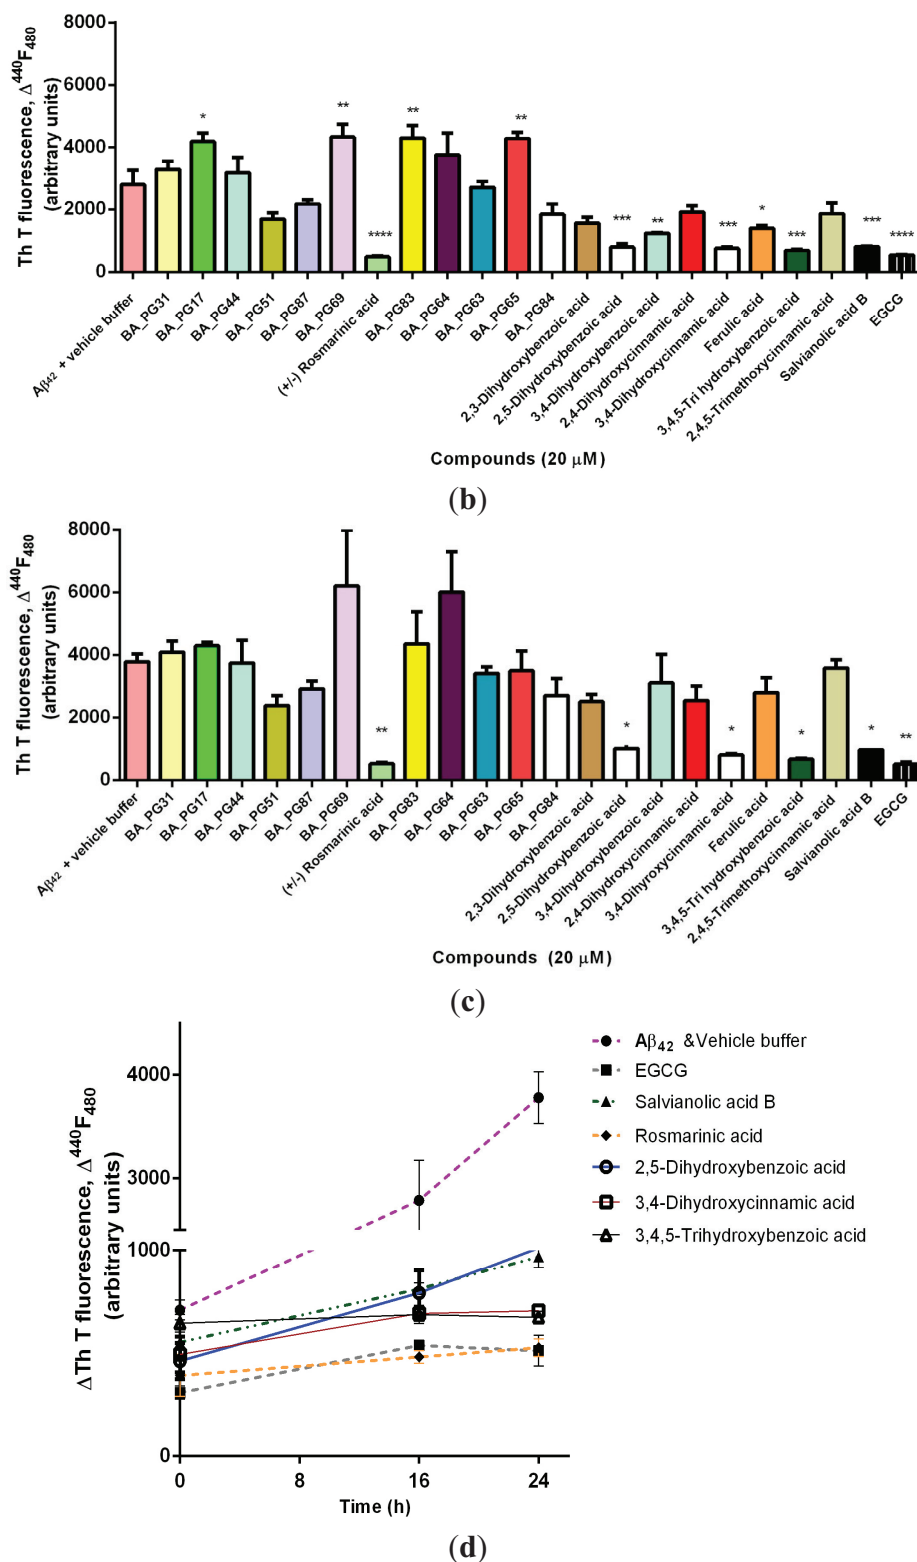 Th T fluorescence, Δ⁴⁴⁰F₄₈₀
(arbitrary units)
8000
6000
4000
2000
0
*
**
****
**
**
***
**
***
*
***
***
****
Aβ₄₂ + vehicle buffer
BA_PG31
BA_PG17
BA_PG44
BA_PG51
BA_PG87
BA_PG69
(+/-) Rosmarinic acid
BA_PG83
BA_PG64
BA_PG63
BA_PG65
BA_PG84
2,3-Dihydroxybenzoic acid
2,5-Dihydroxybenzoic acid
3,4-Dihydroxybenzoic acid
2,4-Dihydroxycinnamic acid
3,4-Dihydroxycinnamic acid
Ferulic acid
3,4,5-Tri hydroxybenzoic acid
2,4,5-Trimethoxycinnamic acid
Salvianolic acid B
EGCG
Compounds (20 μM)
(b)
Th T fluorescence, Δ⁴⁴⁰F₄₈₀
(arbitrary units)
8000
6000
4000
2000
0
**
*
*
*
*
**
Aβ₄₂ + vehicle buffer
BA_PG31
BA_PG17
BA_PG44
BA_PG51
BA_PG87
BA_PG69
(+/-) Rosmarinic acid
BA_PG83
BA_PG64
BA_PG63
BA_PG65
BA_PG84
2,3-Dihydroxybenzoic acid
2,5-Dihydroxybenzoic acid
3,4-Dihydroxybenzoic acid
2,4-Dihydroxycinnamic acid
3,4-Dihyroxycinnamic acid
Ferulic acid
3,4,5-Tri hydroxybenzoic acid
2,4,5-Trimethoxycinnamic acid
Salvianolic acid B
EGCG
Compounds (20 μM)
(c)
ΔTh T fluorescence, Δ⁴⁴⁰F₄₈₀
(arbitrary units)
4000
3000
1000
0
0 8 16 24
Time (h)
Aβ₄₂ &Vehicle buffer
EGCG
Salvianolic acid B
Rosmarinic acid
2,5-Dihydroxybenzoic acid
3,4-Dihydroxycinnamic acid
3,4,5-Trihydroxybenzoic acid
(d)